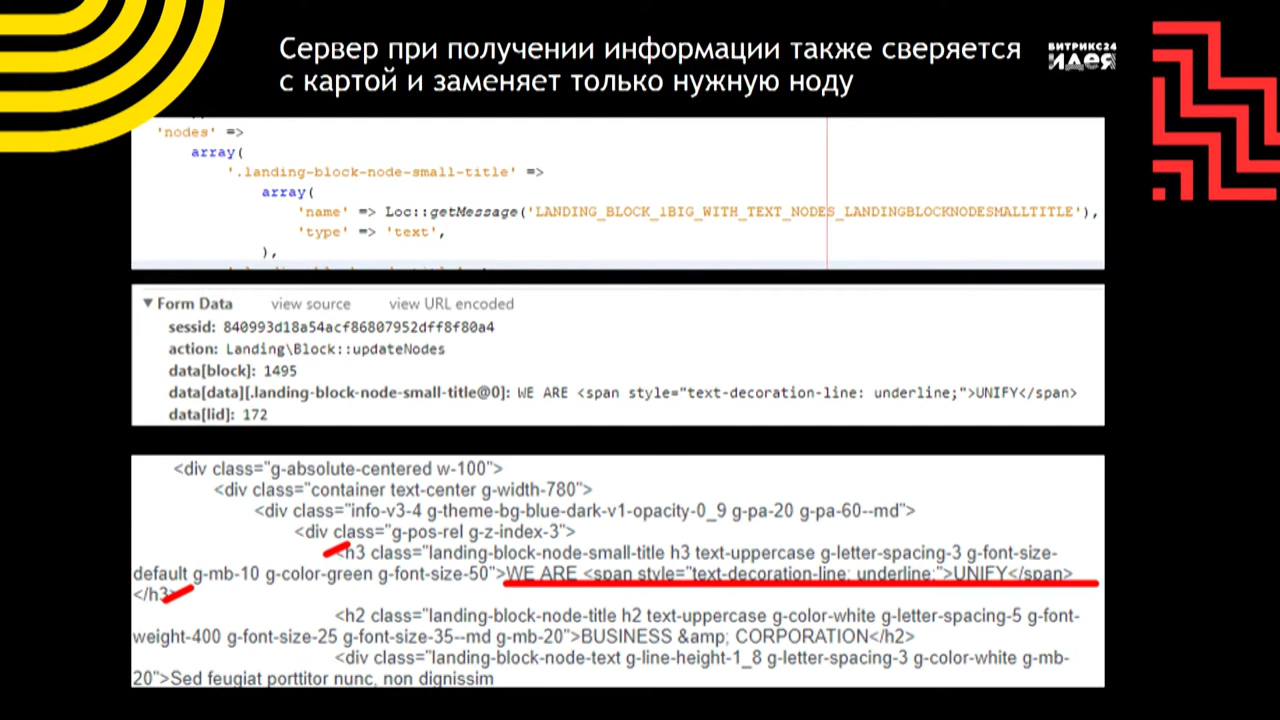 Сервер при получении информации также сверяется
с картой и заменяет только нужную ноду
БИТРИКС24
ИДЕЯ
'nodes' =>
array(
'.landing-block-node-small-title' =>
array(
'name' => Loc::getMessage('LANDING_BLOCK_1BIG_WITH_TEXT_NODES_LANDINGBLOCKNODESMALLTITLE'),
'type' => 'text',
),
▼ Form Data view source view URL encoded
sessid: 840993d18a54acf86807952dff8f80a4
action: Landing\Block::updateNodes
data[block]: 1495
data[data][.landing-block-node-small-title@0]: WE ARE <span style="text-decoration-line: underline;">UNIFY</span>
data[lid]: 172
<div class="g-absolute-centered w-100">
<div class="container text-center g-width-780">
<div class="info-v3-4 g-theme-bg-blue-dark-v1-opacity-0_9 g-pa-20 g-pa-60--md">
<div class="g-pos-rel g-z-index-3">
<h3 class="landing-block-node-small-title h3 text-uppercase g-letter-spacing-3 g-font-size-
default g-mb-10 g-color-green g-font-size-50">WE ARE <span style="text-decoration-line: underline;">UNIFY</span>
</h3>
<h2 class="landing-block-node-title h2 text-uppercase g-color-white g-letter-spacing-5 g-font-
weight-400 g-font-size-25 g-font-size-35--md g-mb-20">BUSINESS &amp; CORPORATION</h2>
<div class="landing-block-node-text g-line-height-1_8 g-letter-spacing-3 g-color-white g-mb-
20">Sed feugiat porttitor nunc, non dignissim